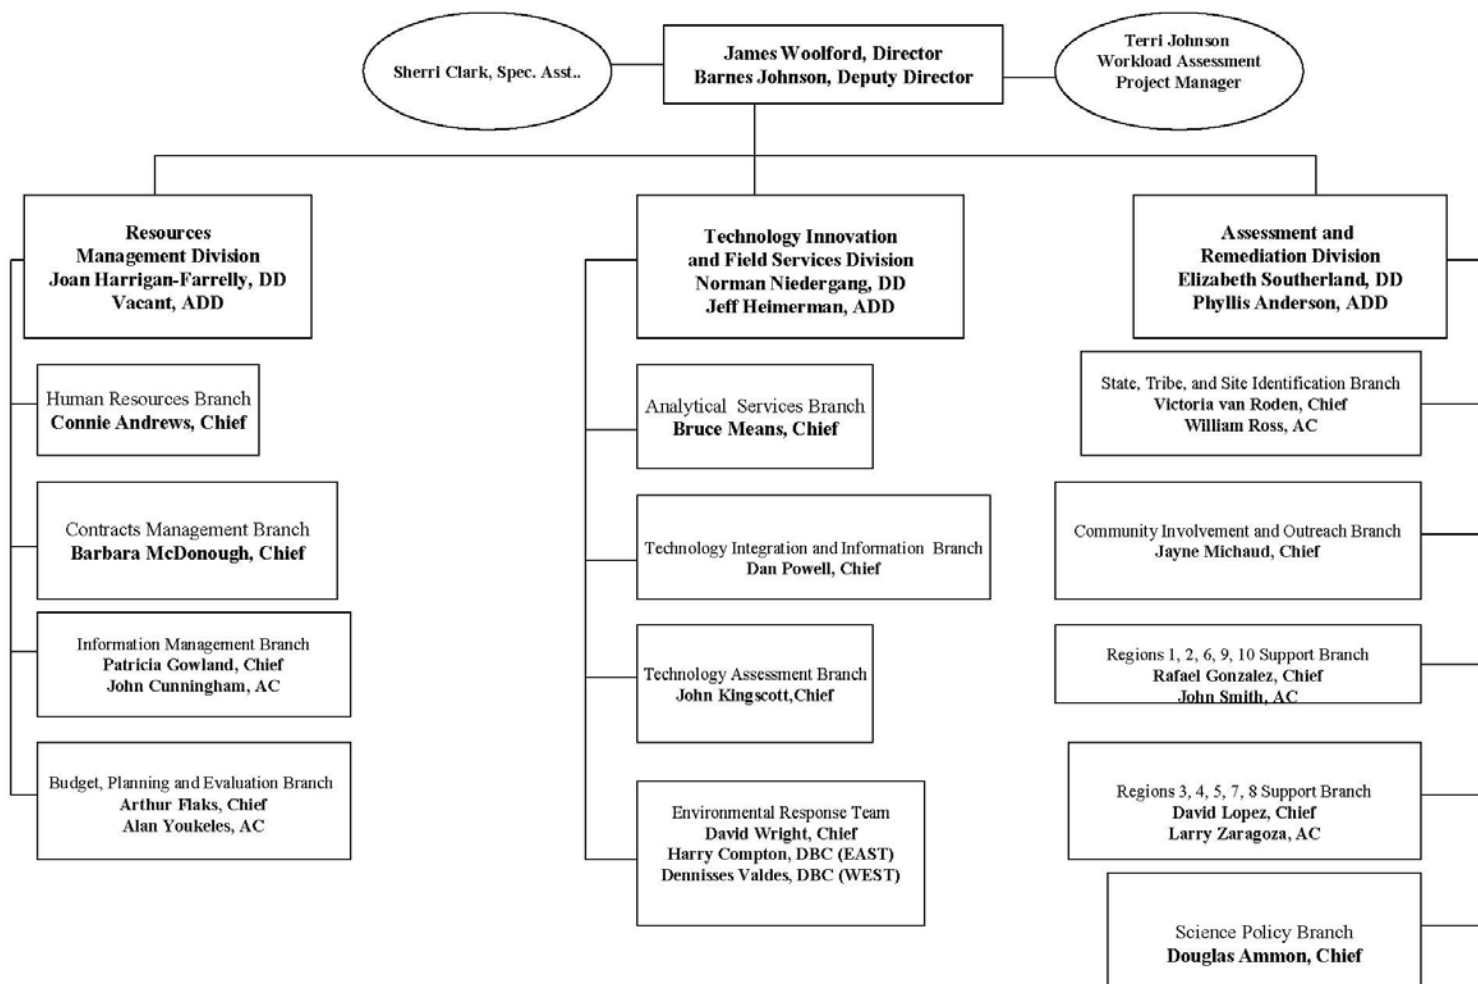 Sherri Clark, Spec. Asst..
James Woolford, Director
Barnes Johnson, Deputy Director
Terri Johnson
Workload Assessment
Project Manager
Resources
Management Division
Joan Harrigan-Farrelly, DD
Vacant, ADD
Human Resources Branch
Connie Andrews, Chief
Contracts Management Branch
Barbara McDonough, Chief
Information Management Branch
Patricia Gowland, Chief
John Cunningham, AC
Budget, Planning and Evaluation Branch
Arthur Flaks, Chief
Alan Youkeles, AC
Technology Innovation
and Field Services Division
Norman Niedergang, DD
Jeff Heimerman, ADD
Analytical Services Branch
Bruce Means, Chief
Technology Integration and Information Branch
Dan Powell, Chief
Technology Assessment Branch
John Kingscott,Chief
Environmental Response Team
David Wright, Chief
Harry Compton, DBC (EAST)
Dennisses Valdes, DBC (WEST)
Assessment and
Remediation Division
Elizabeth Southerland, DD
Phyllis Anderson, ADD
State, Tribe, and Site Identification Branch
Victoria van Roden, Chief
William Ross, AC
Community Involvement and Outreach Branch
Jayne Michaud, Chief
Regions 1, 2, 6, 9, 10 Support Branch
Rafael Gonzalez, Chief
John Smith, AC
Regions 3, 4, 5, 7, 8 Support Branch
David Lopez, Chief
Larry Zaragoza, AC
Science Policy Branch
Douglas Ammon, Chief